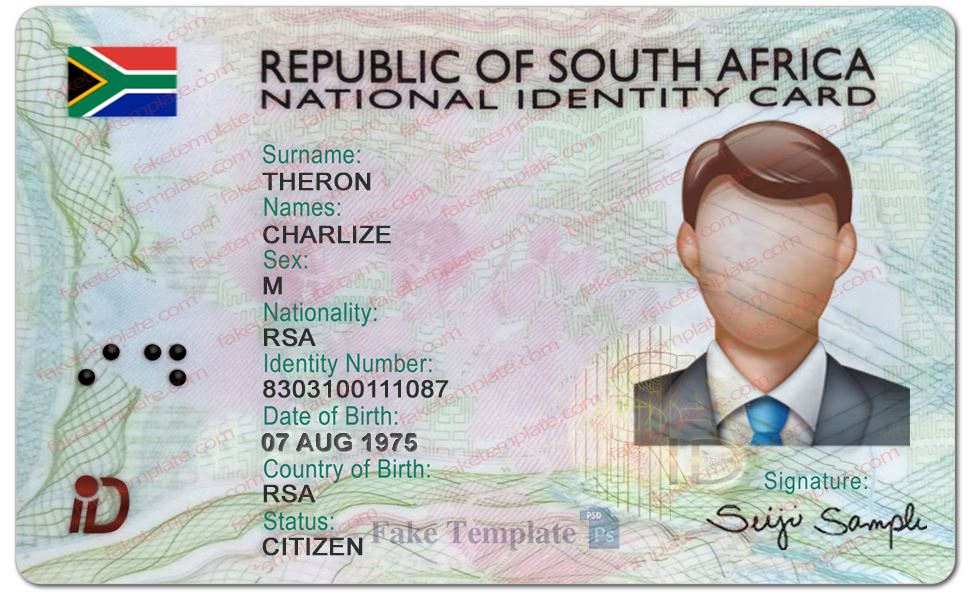 REPUBLIC OF SOUTH AFRICA
NATIONAL IDENTITY CARD
Surname:
THERON
Names:
CHARLIZE
Sex:
M
Nationality:
RSA
Identity Number:
8303100111087
Date of Birth:
07 AUG 1975
Country of Birth:
RSA
Status:
CITIZEN
iD
Fake Template
PSD
Ps
iD
Signature:
Seiji Sample
faketemplate.com